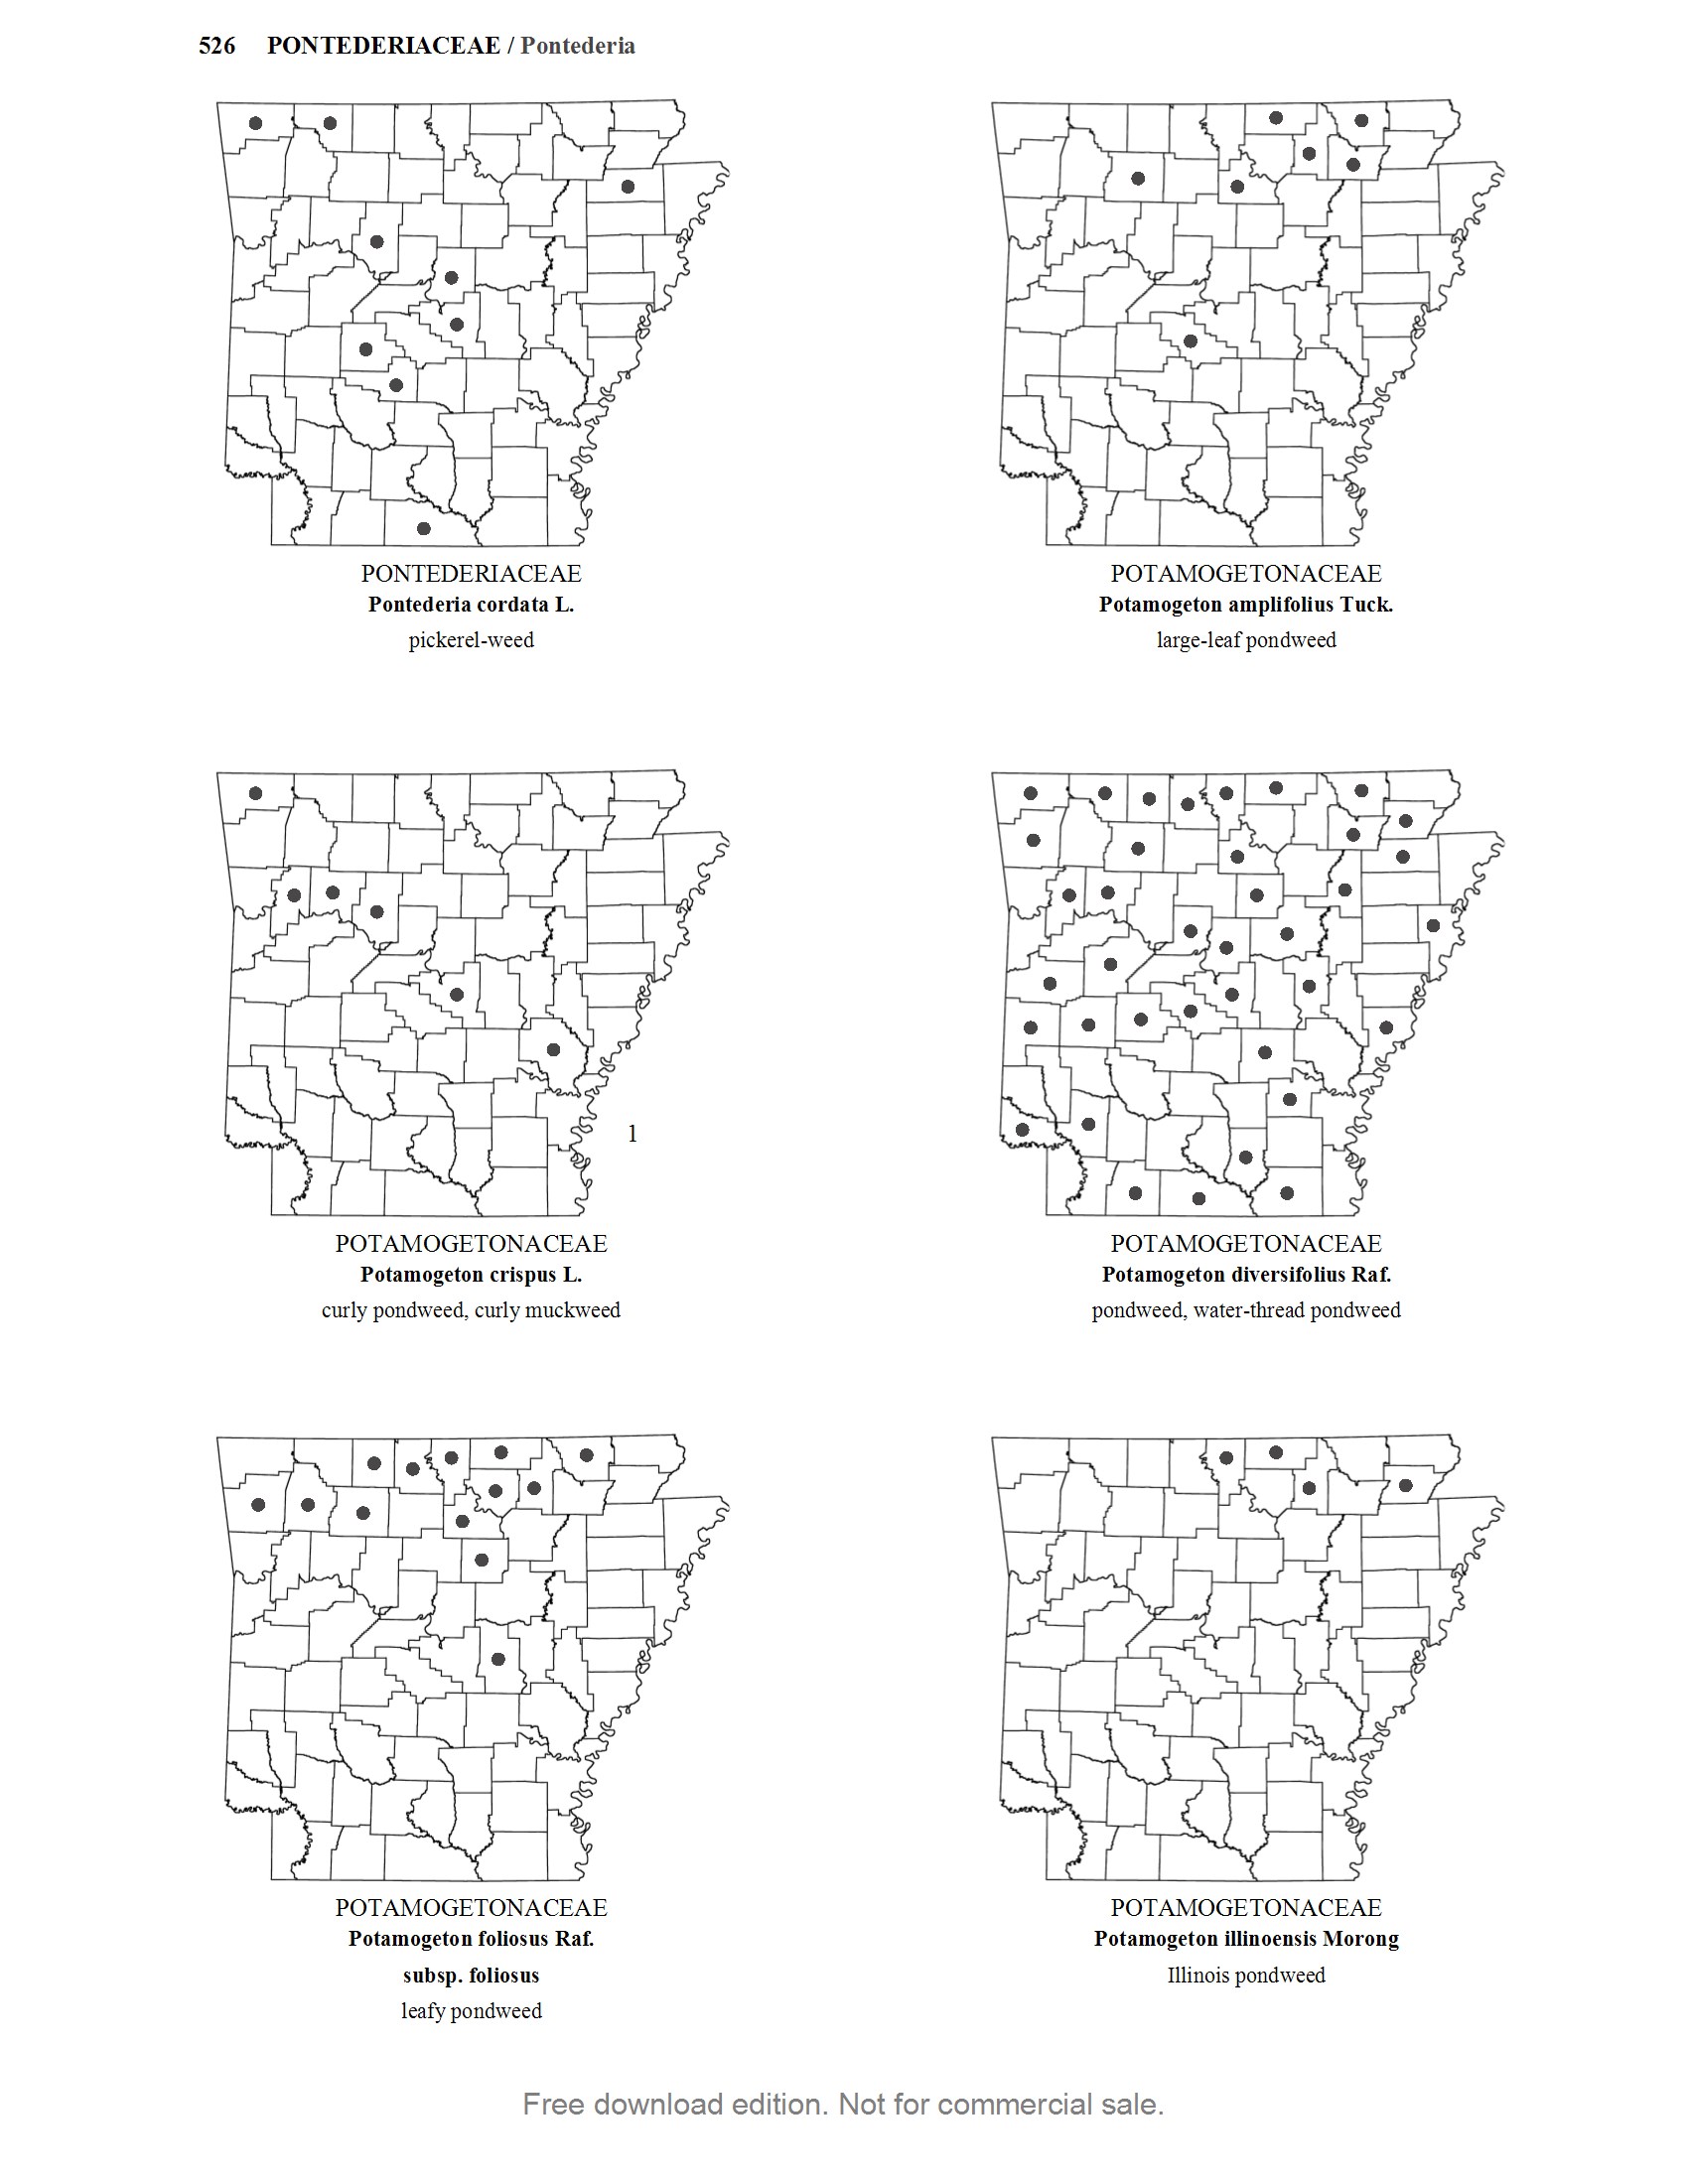 526 PONTEDERIACEAE / Pontederia
PONTEDERIACEAE
Pontederia cordata L.
pickerel-weed
POTAMOGETONACEAE
Potamogeton amplifolius Tuck.
large-leaf pondweed
1
POTAMOGETONACEAE
Potamogeton crispus L.
curly pondweed, curly muckweed
POTAMOGETONACEAE
Potamogeton diversifolius Raf.
pondweed, water-thread pondweed
POTAMOGETONACEAE
Potamogeton foliosus Raf.
subsp. foliosus
leafy pondweed
POTAMOGETONACEAE
Potamogeton illinoensis Morong
Illinois pondweed
Free download edition. Not for commercial sale.